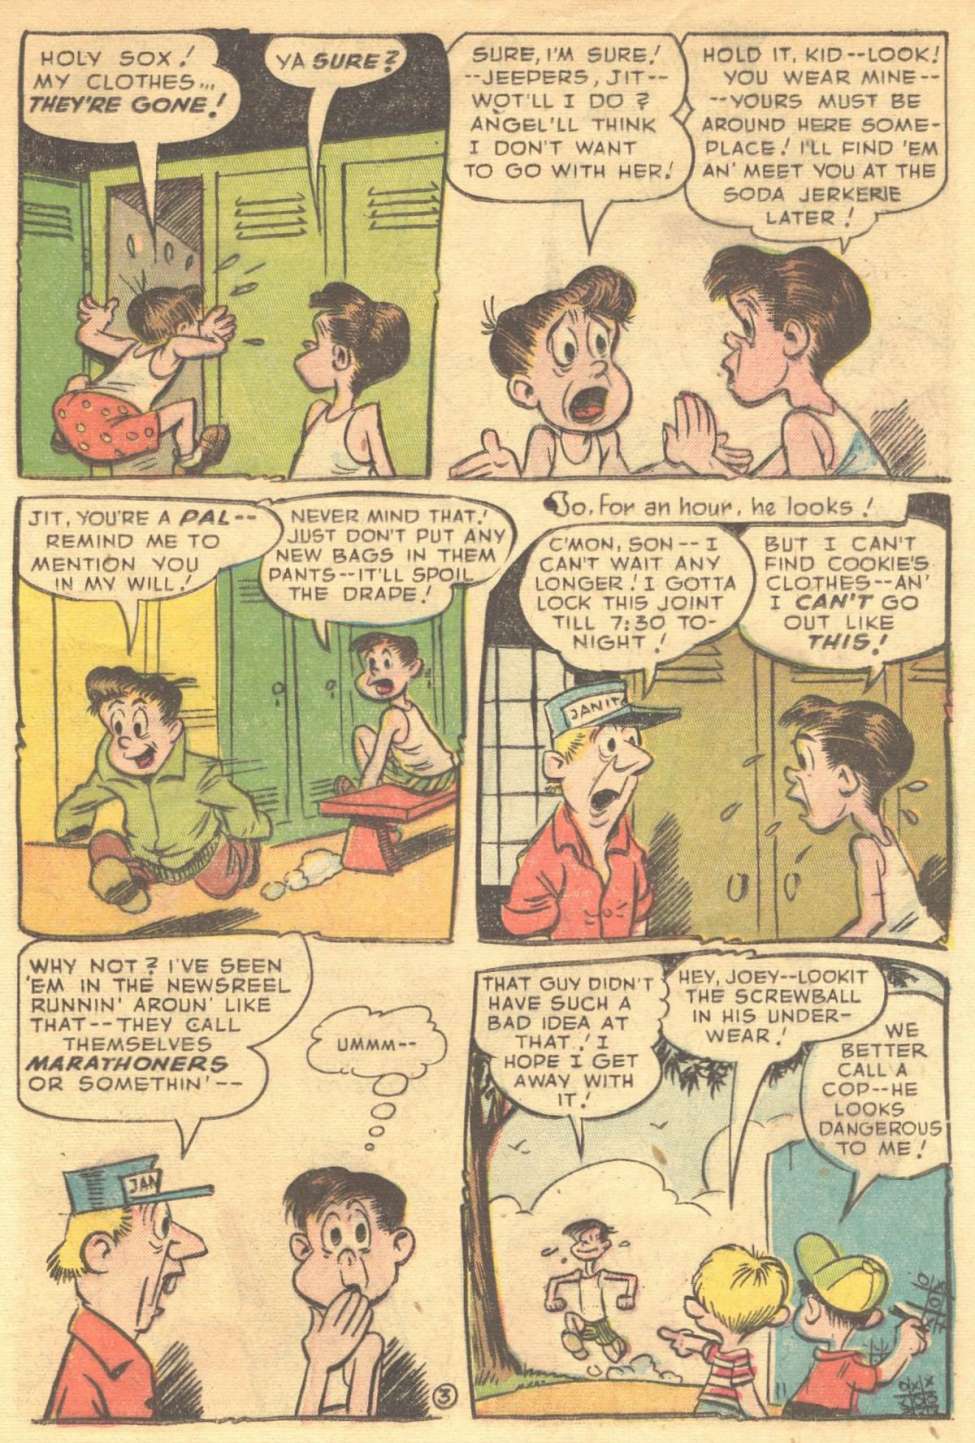 HOLY SOX!
MY CLOTHES...
THEY'RE GONE!
YA SURE?
SURE, I'M SURE!
--JEEPERS, JIT--
WOT'LL I DO?
ANGEL'LL THINK
I DON'T WANT
TO GO WITH HER!
HOLD IT, KID--LOOK!
YOU WEAR MINE--
--YOURS MUST BE
AROUND HERE SOME-
PLACE! I'LL FIND 'EM
AN' MEET YOU AT THE
SODA JERKERIE
LATER!
JIT, YOU'RE A PAL--
REMIND ME TO
MENTION YOU
IN MY WILL!
NEVER MIND THAT!
JUST DON'T PUT ANY
NEW BAGS IN THEM
PANTS--IT'LL SPOIL
THE DRAPE!
So, for an hour, he looks!
C'MON, SON--I
CAN'T WAIT ANY
LONGER! I GOTTA
LOCK THIS JOINT
TILL 7:30 TO-
NIGHT!
BUT I CAN'T
FIND COOKIE'S
CLOTHES--AN'
I CAN'T GO
OUT LIKE
THIS!
JANIT
WHY NOT? I'VE SEEN
'EM IN THE NEWSREEL
RUNNIN' AROUN' LIKE
THAT--THEY CALL
THEMSELVES
MARATHONERS
OR SOMETHIN'--
UMMM--
JAN
3
THAT GUY DIDN'T
HAVE SUCH A
BAD IDEA AT
THAT! I
HOPE I GET
AWAY WITH
IT!
HEY, JOEY--LOOKIT
THE SCREWBALL
IN HIS UNDER-
WEAR!
WE
BETTER
CALL A
COP--HE
LOOKS
DANGEROUS
TO ME!